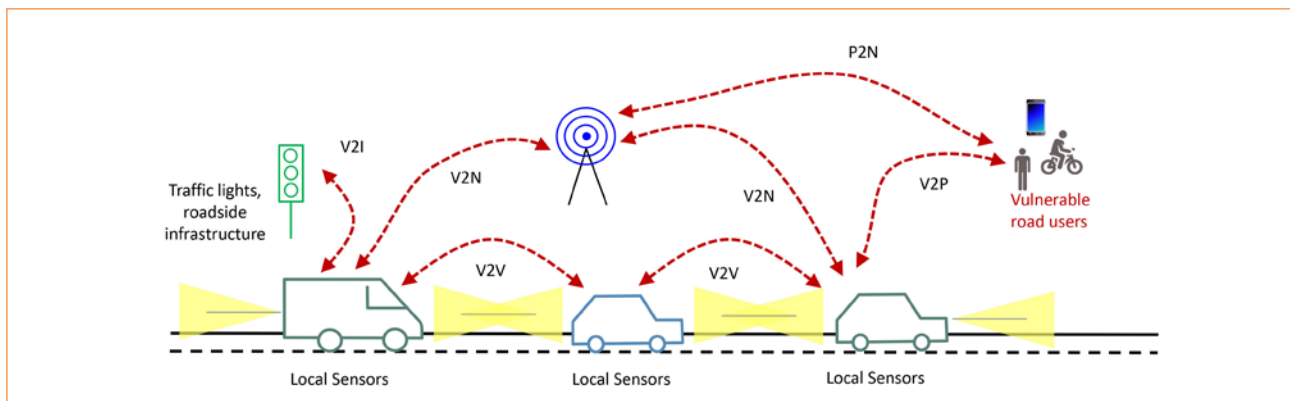 P2N
V2I
V2N
V2N
V2P
Traffic lights,
roadside
infrastructure
Vulnerable
road users
V2V
V2V
Local Sensors
Local Sensors
Local Sensors